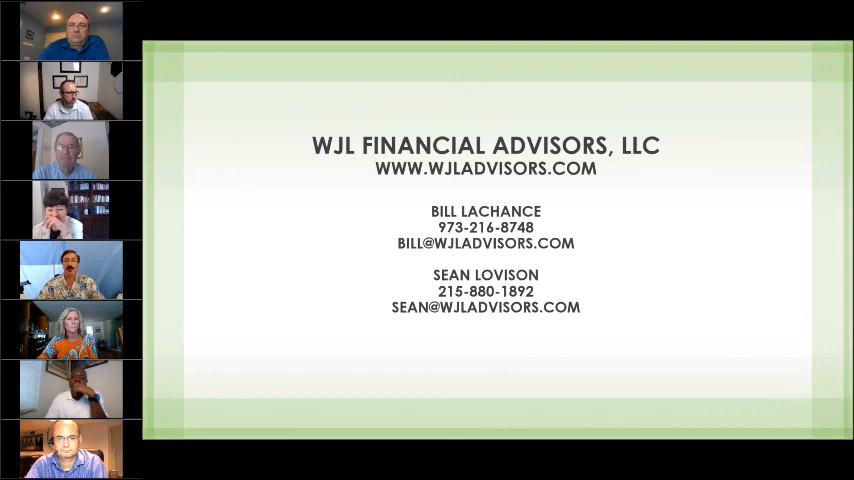 WJL FINANCIAL ADVISORS, LLC
WWW.WJLADVISORS.COM
BILL LACHANCE
973-216-8748
BILL@WJLADVISORS.COM
SEAN LOVISON
215-880-1892
SEAN@WJLADVISORS.COM